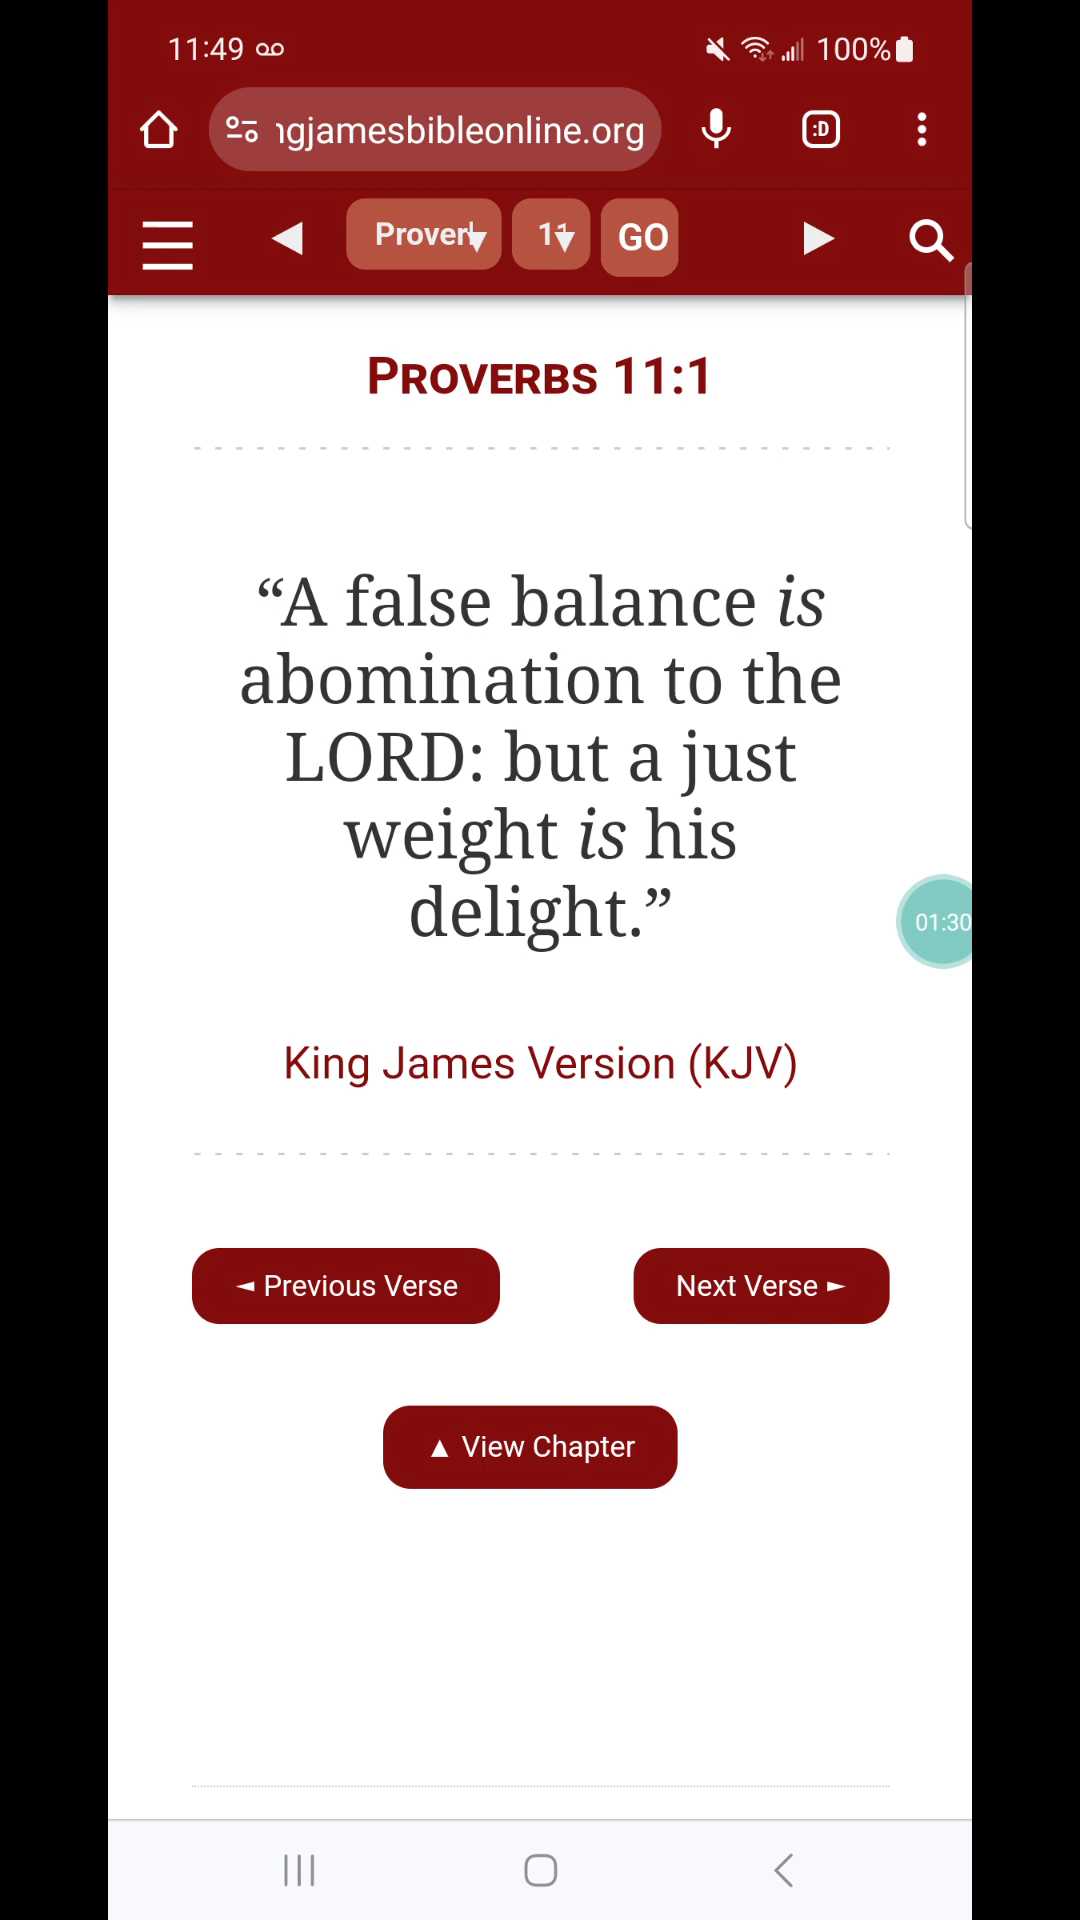 11:49 100%
ngjamesbibleonline.org :D
Proverb 11 GO
PROVERBS 11:1
“A false balance is
abomination to the
LORD: but a just
weight is his
delight.”
01:30
King James Version (KJV)
◄ Previous Verse Next Verse ►
▲ View Chapter